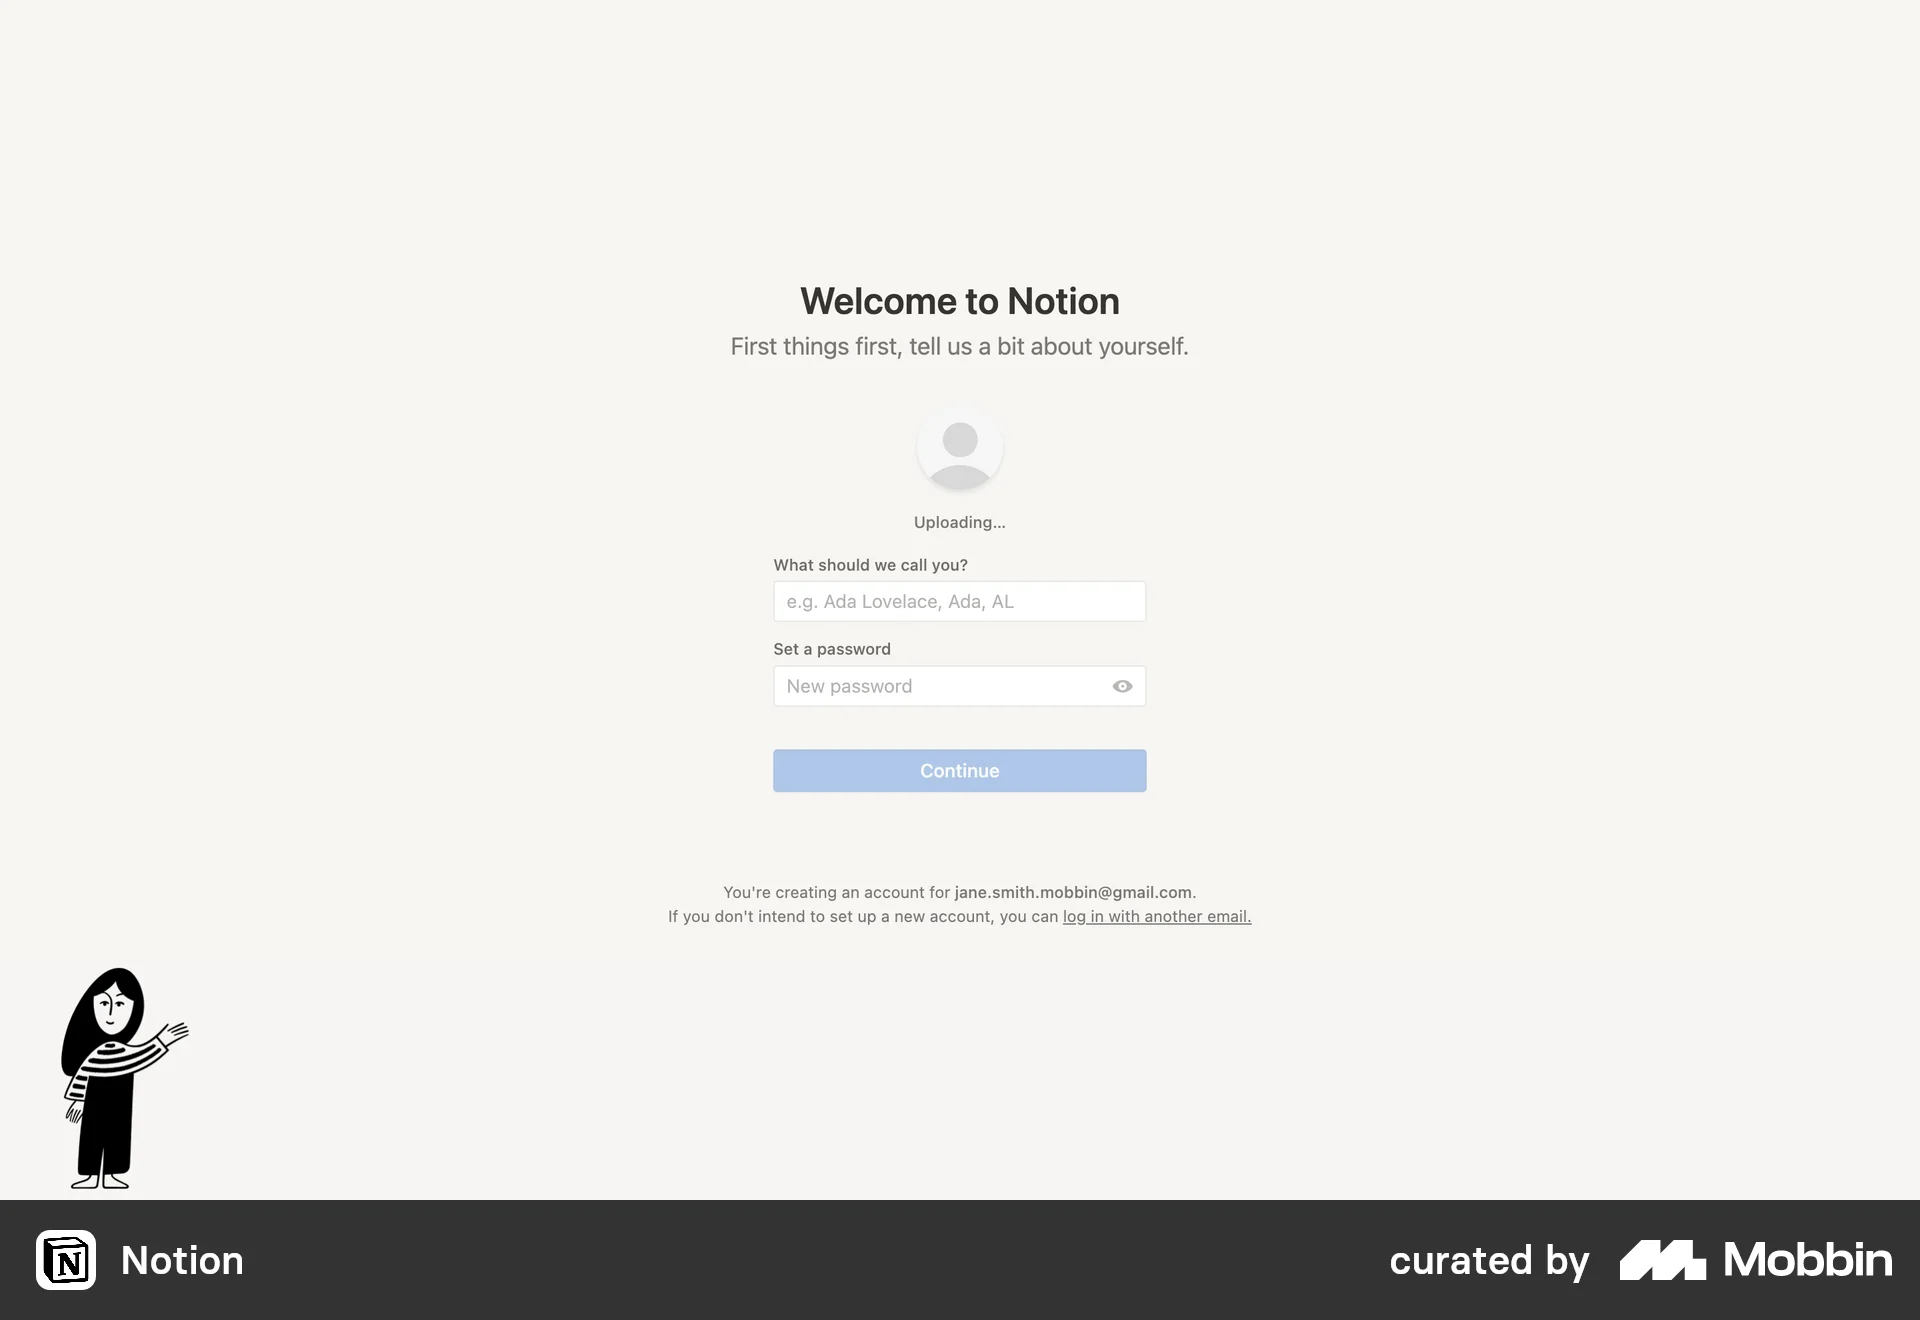 Welcome to Notion
First things first, tell us a bit about yourself.
Uploading...
What should we call you?
e.g. Ada Lovelace, Ada, AL
Set a password
New password
Continue
You're creating an account for jane.smith.mobbin@gmail.com.
If you don't intend to set up a new account, you can log in with another email.
N Notion
curated by Mobbin